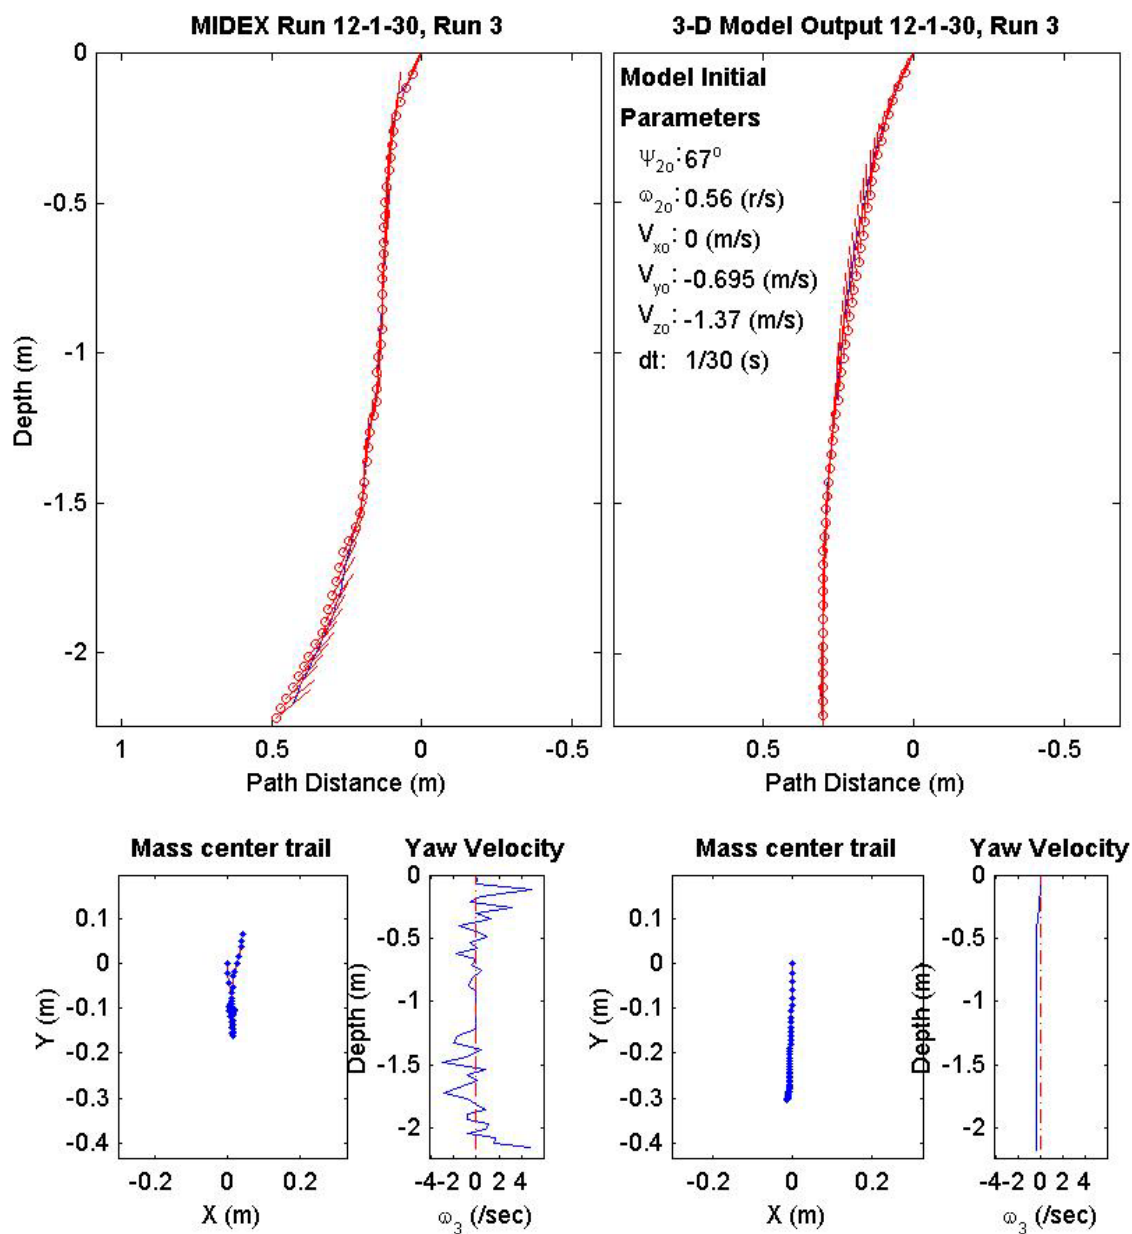 MIDEX Run 12-1-30, Run 3
0
-0.5
-1
-1.5
-2
Depth (m)
1 0.5 0 -0.5
Path Distance (m)
3-D Model Output 12-1-30, Run 3
Model Initial
Parameters
Ψ2o: 67o
ω2o: 0.56 (r/s)
Vxo: 0 (m/s)
Vyo: -0.695 (m/s)
Vzo: -1.37 (m/s)
dt: 1/30 (s)
0.5 0 -0.5
Path Distance (m)
Mass center trail
0.1
0
-0.1
-0.2
-0.3
-0.4
Y (m)
-0.2 0 0.2
X (m)
Yaw Velocity
0
-0.5
-1
-1.5
-2
Depth (m)
-4-2 0 2 4
ω3 (/sec)
Mass center trail
0.1
0
-0.1
-0.2
-0.3
-0.4
Y (m)
-0.2 0 0.2
X (m)
Yaw Velocity
0
-0.5
-1
-1.5
-2
Depth (m)
-4-2 0 2 4
ω3 (/sec)